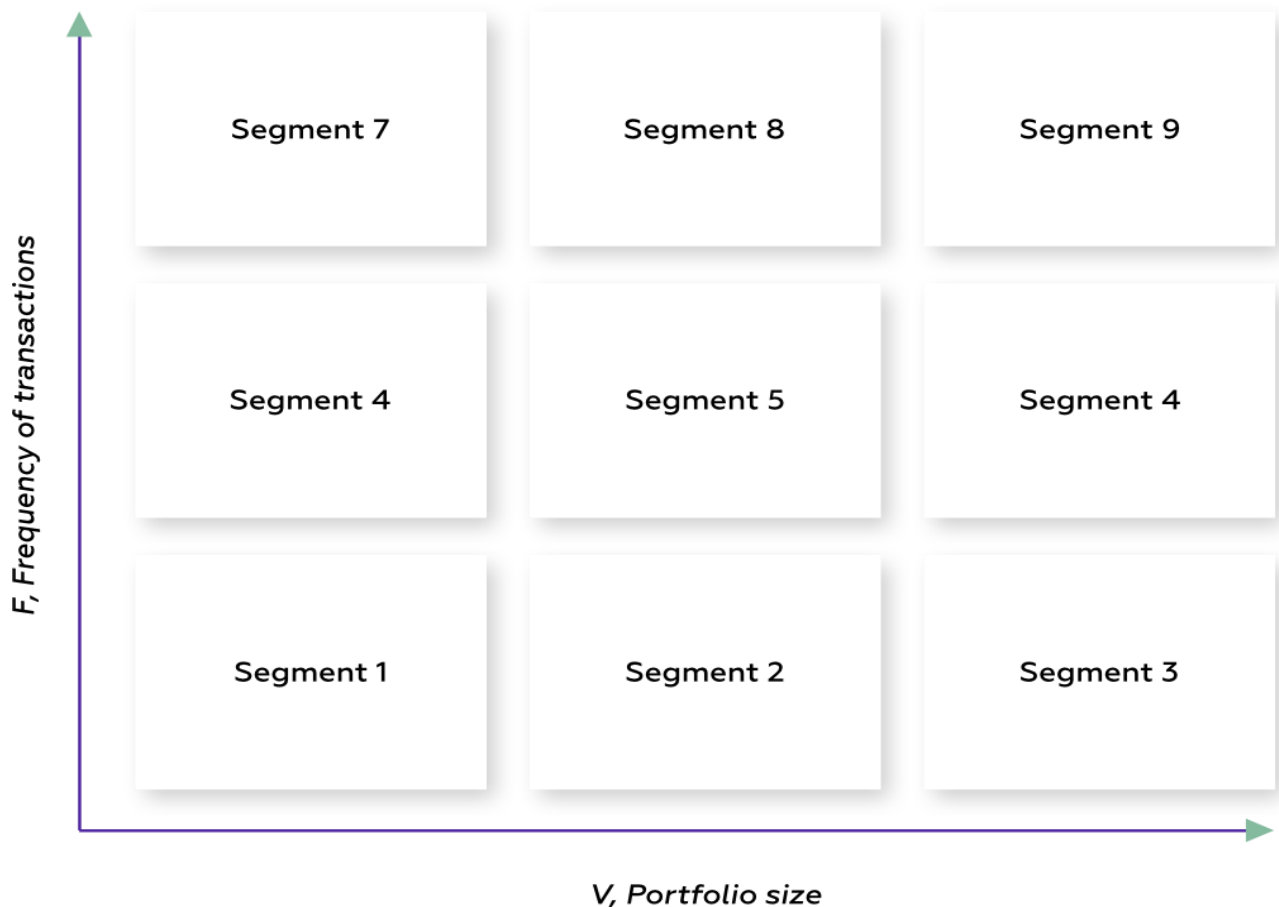 Segment 7
Segment 8
Segment 9
F, Frequency of transactions
Segment 4
Segment 5
Segment 4
Segment 1
Segment 2
Segment 3
V, Portfolio size